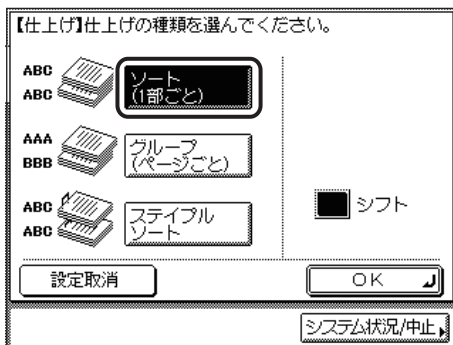 【仕上げ】仕上げの種類を選んでください。
ABC
ABC
ソート
(1部ごと)
AAA
BBB
グループ
(ページごと)
ABC
ABC
ステイプル
ソート
シフト
設定取消
OK
システム状況/中止